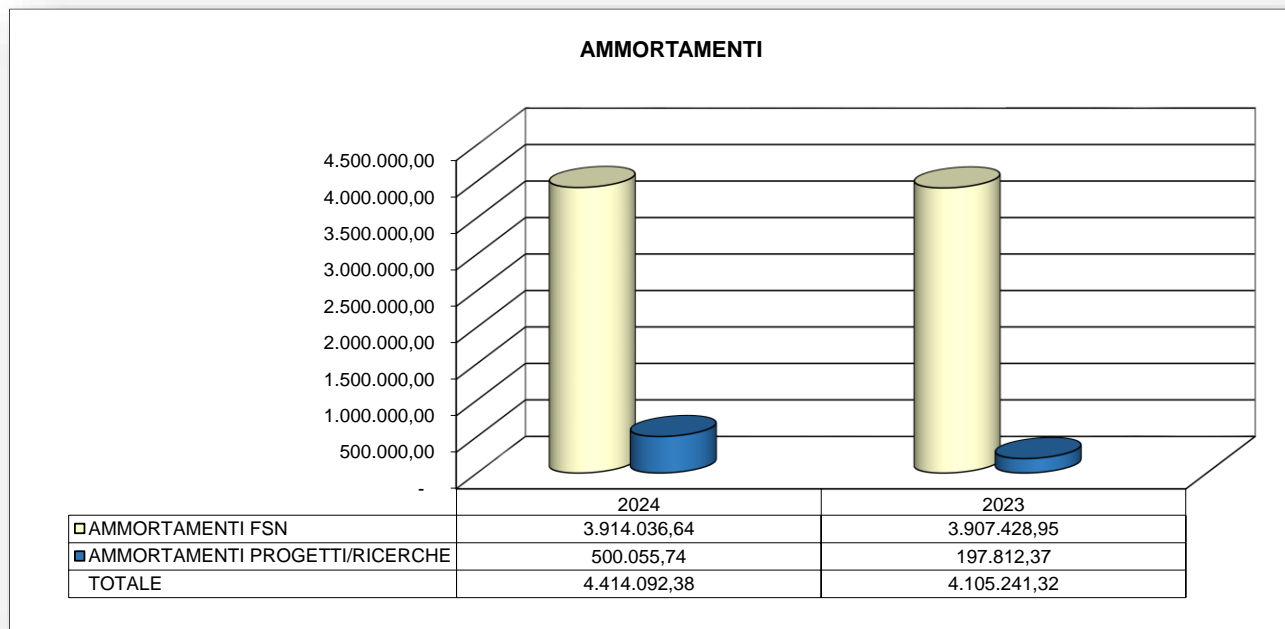 AMMORTAMENTI
4.500.000,00
4.000.000,00
3.500.000,00
3.000.000,00
2.500.000,00
2.000.000,00
1.500.000,00
1.000.000,00
500.000,00
-
2024 2023
AMMORTAMENTI FSN 3.914.036,64 3.907.428,95
AMMORTAMENTI PROGETTI/RICERCHE 500.055,74 197.812,37
TOTALE 4.414.092,38 4.105.241,32